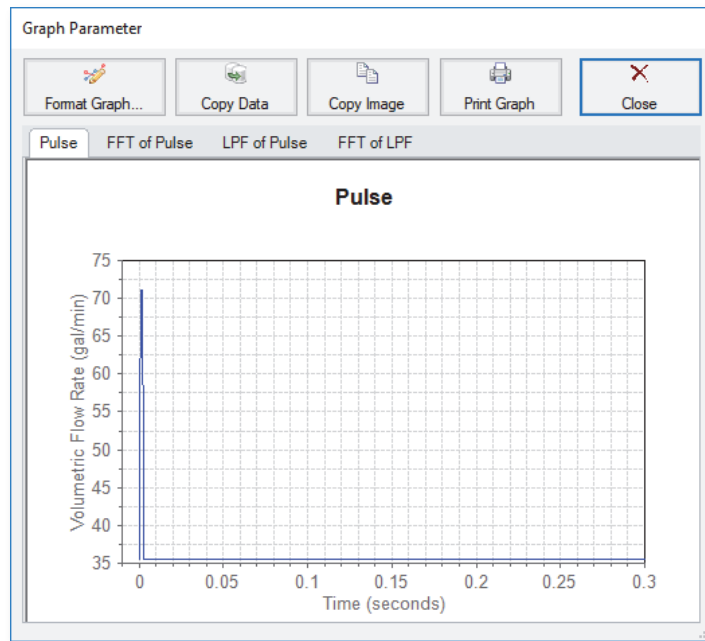 Graph Parameter
Format Graph... Copy Data Copy Image Print Graph Close
Pulse FFT of Pulse LPF of Pulse FFT of LPF
Pulse
Volumetric Flow Rate (gal/min)
75
70
65
60
55
50
45
40
35
0 0.05 0.1 0.15 0.2 0.25 0.3
Time (seconds)